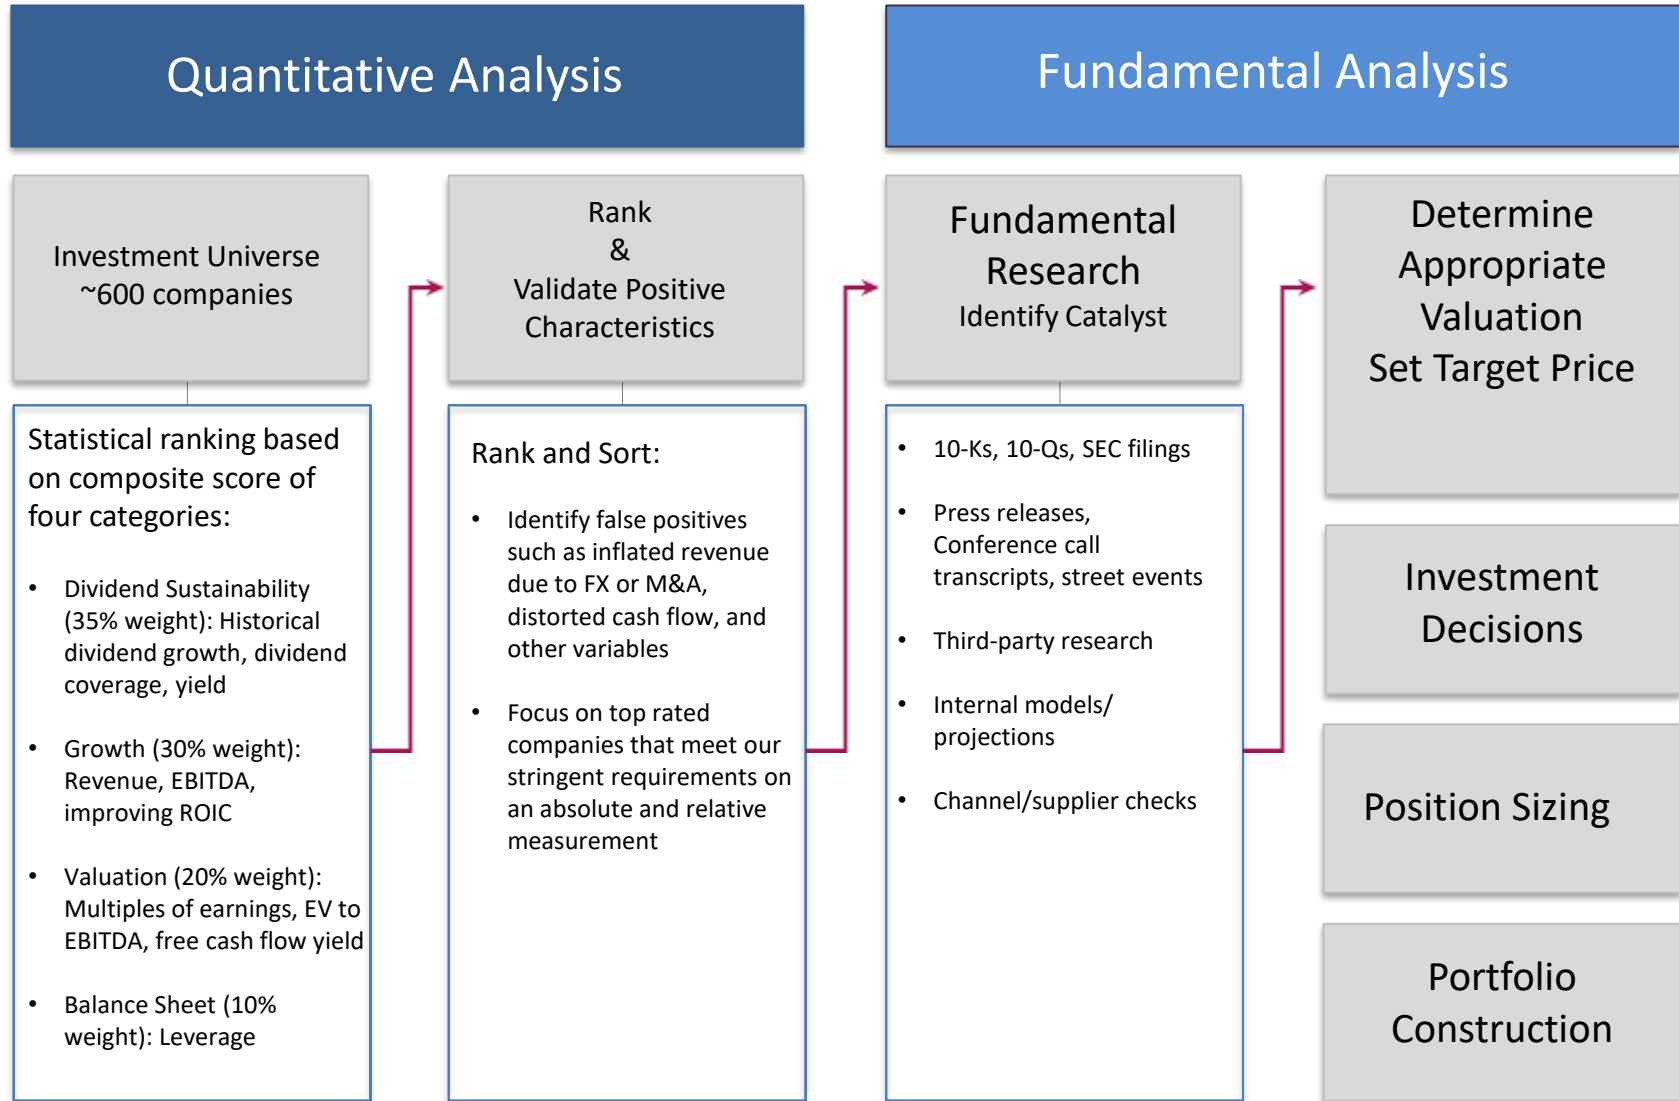 Quantitative Analysis
Fundamental Analysis
Investment Universe
~600 companies
Statistical ranking based
on composite score of
four categories:
• Dividend Sustainability
(35% weight): Historical
dividend growth, dividend
coverage, yield
• Growth (30% weight):
Revenue, EBITDA,
improving ROIC
• Valuation (20% weight):
Multiples of earnings, EV to
EBITDA, free cash flow yield
• Balance Sheet (10%
weight): Leverage
Rank
&
Validate Positive
Characteristics
Rank and Sort:
• Identify false positives
such as inflated revenue
due to FX or M&A,
distorted cash flow, and
other variables
• Focus on top rated
companies that meet our
stringent requirements on
an absolute and relative
measurement
Fundamental
Research
Identify Catalyst
• 10-Ks, 10-Qs, SEC filings
• Press releases,
Conference call
transcripts, street events
• Third-party research
• Internal models/
projections
• Channel/supplier checks
Determine
Appropriate
Valuation
Set Target Price
Investment
Decisions
Position Sizing
Portfolio
Construction